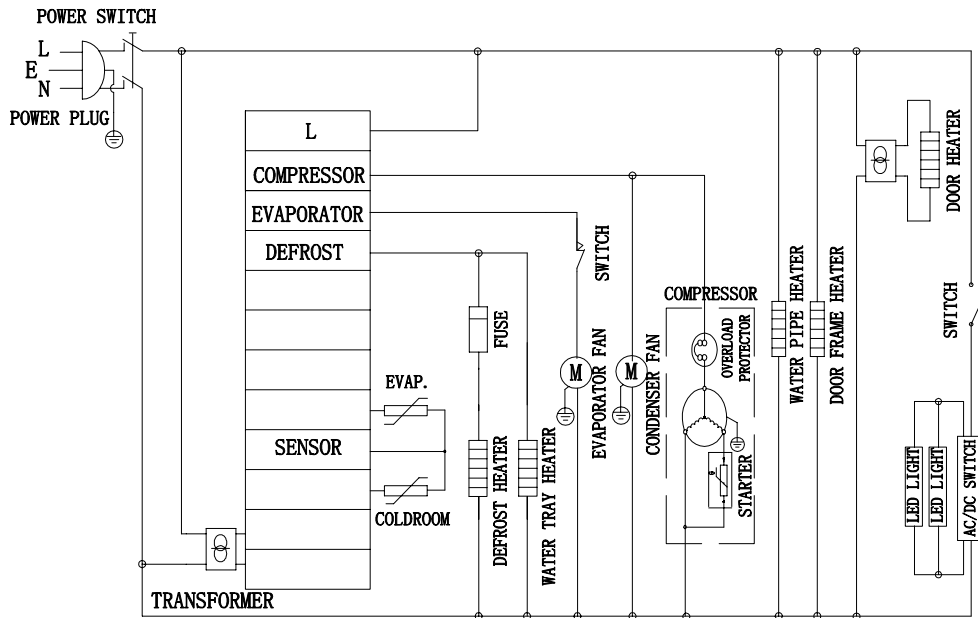 POWER SWITCH
L
E
N
POWER PLUG
L
COMPRESSOR
EVAPORATOR
DEFROST
SENSOR
EVAP.
COLDROOM
TRANSFORMER
FUSE
DEFROST HEATER
WATER TRAY HEATER
SWITCH
M
EVAPORATOR FAN
M
CONDENSER FAN
COMPRESSOR
OVERLOAD
PROTECTOR
STARTER
WATER PIPE HEATER
DOOR FRAME HEATER
DOOR HEATER
SWITCH
LED LIGHT
LED LIGHT
AC/DC SWITCH